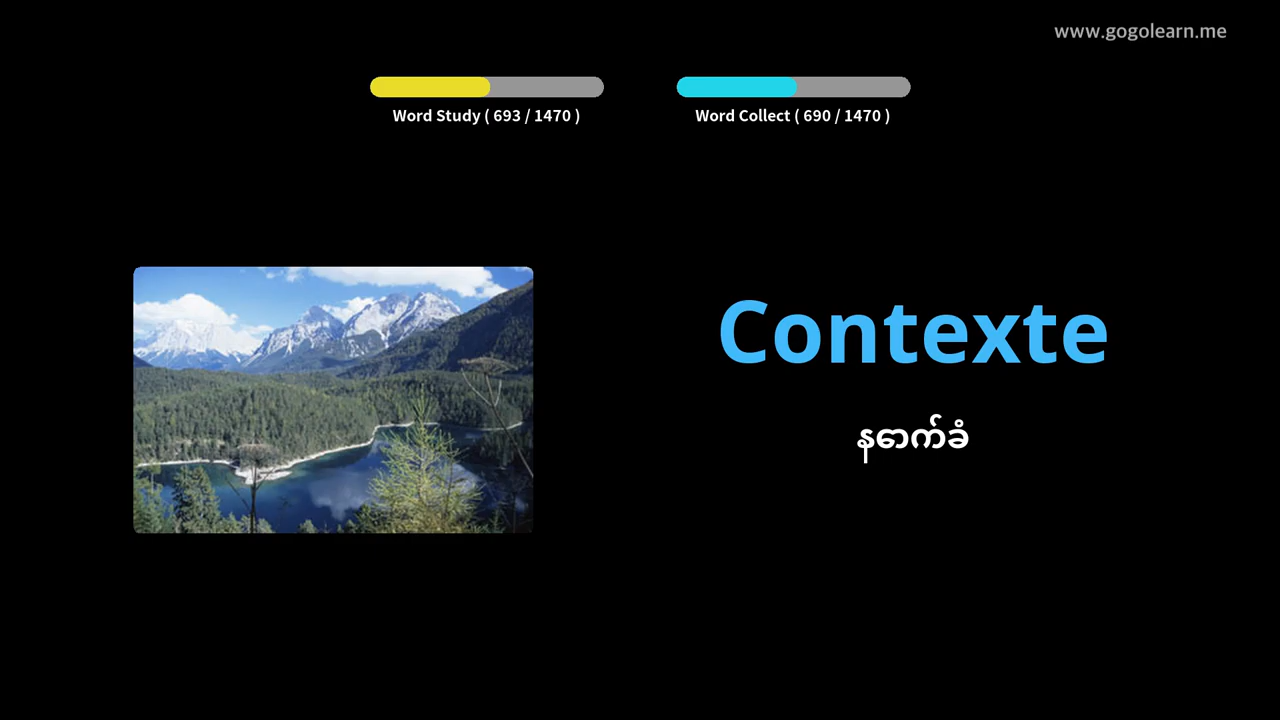 www.gogolearn.me
Word Study ( 693 / 1470 )
Word Collect ( 690 / 1470 )
Contexte
နောက်ခံ